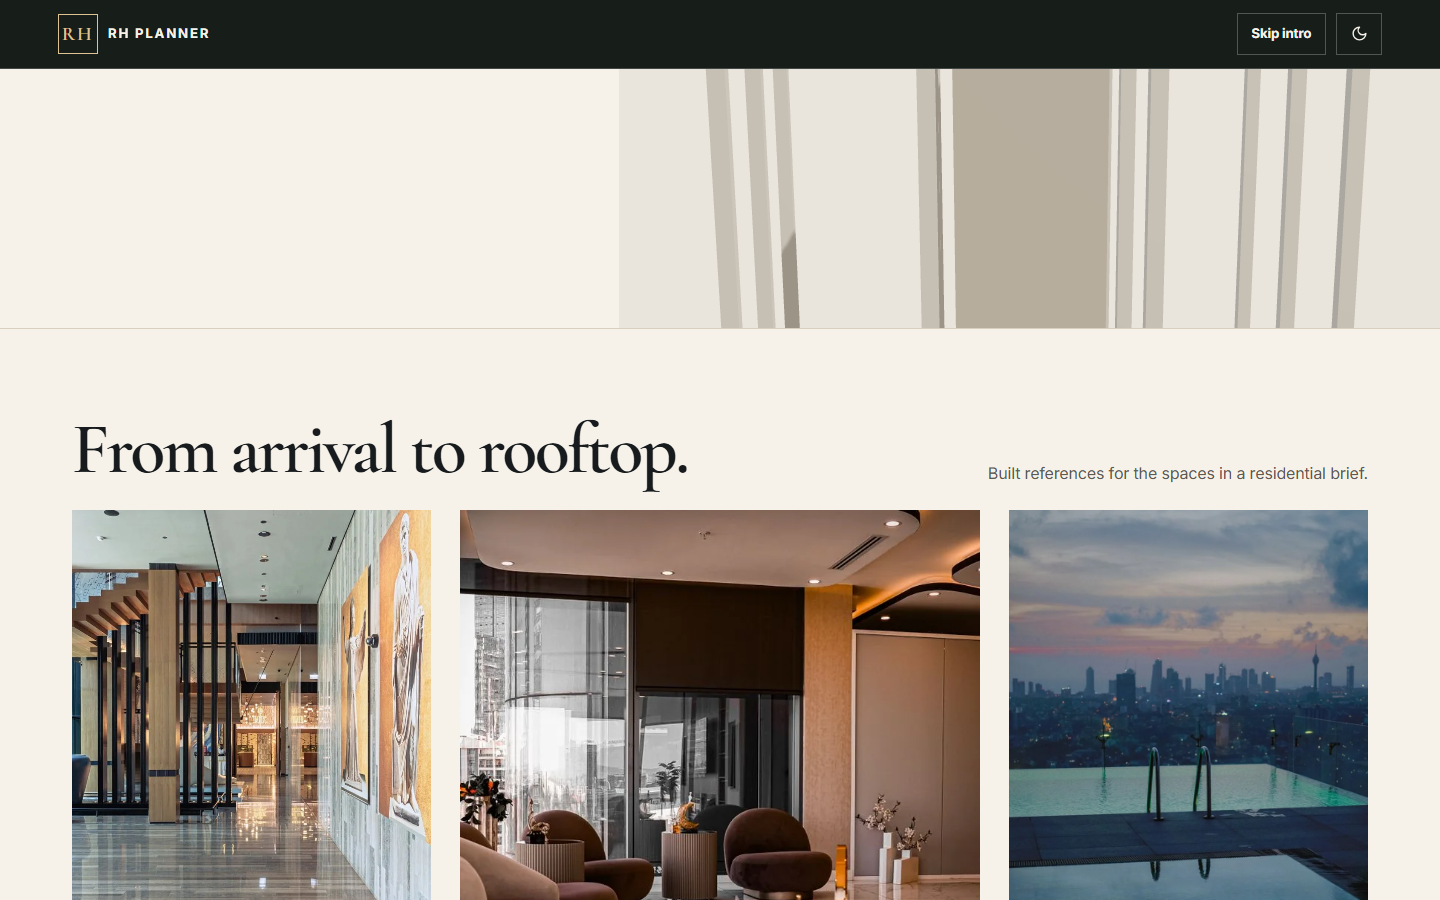 RH
RH PLANNER
Skip intro
From arrival to rooftop.
Built references for the spaces in a residential brief.